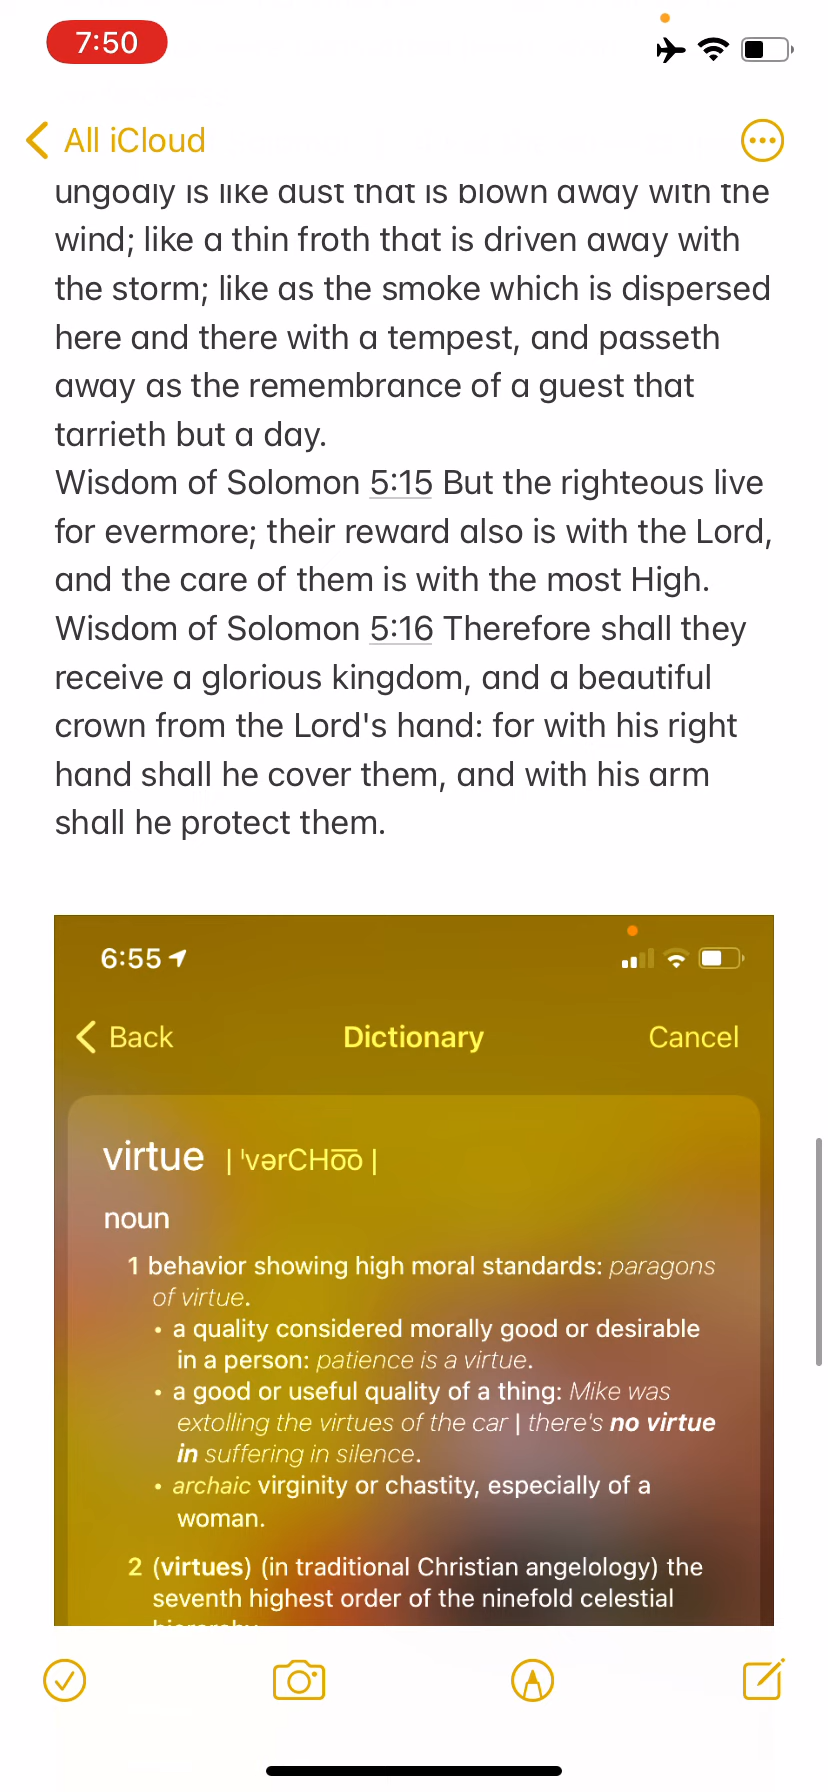 7:50
All iCloud
ungodly is like dust that is blown away with the
wind; like a thin froth that is driven away with
the storm; like as the smoke which is dispersed
here and there with a tempest, and passeth
away as the remembrance of a guest that
tarrieth but a day.
Wisdom of Solomon 5:15 But the righteous live
for evermore; their reward also is with the Lord,
and the care of them is with the most High.
Wisdom of Solomon 5:16 Therefore shall they
receive a glorious kingdom, and a beautiful
crown from the Lord's hand: for with his right
hand shall he cover them, and with his arm
shall he protect them.
6:55
Back Dictionary Cancel
virtue | ˈvərCHo͞o |
noun
1 behavior showing high moral standards: paragons
of virtue.
• a quality considered morally good or desirable
in a person: patience is a virtue.
• a good or useful quality of a thing: Mike was
extolling the virtues of the car | there's no virtue
in suffering in silence.
• archaic virginity or chastity, especially of a
woman.
2 (virtues) (in traditional Christian angelology) the
seventh highest order of the ninefold celestial